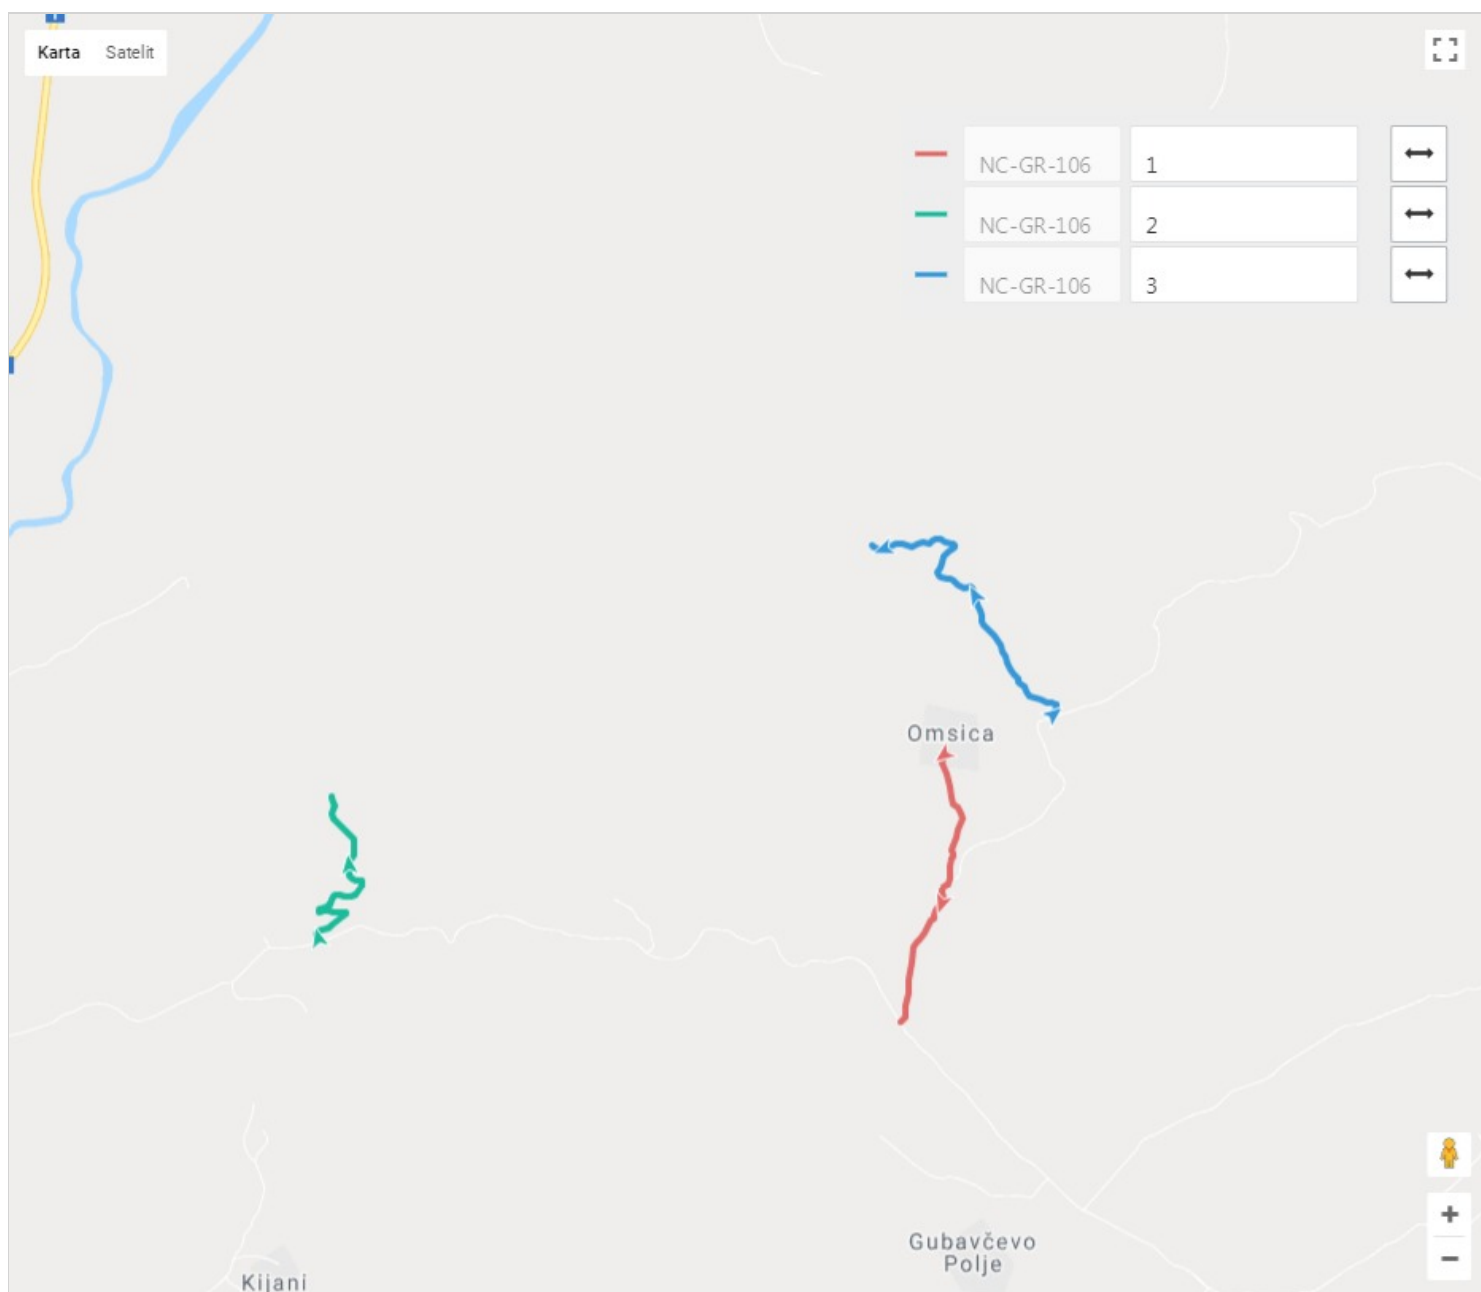 Karta Satelit
NC-GR-106 1
NC-GR-106 2
NC-GR-106 3
Omsica
Gubavčevo
Polje
Kijani